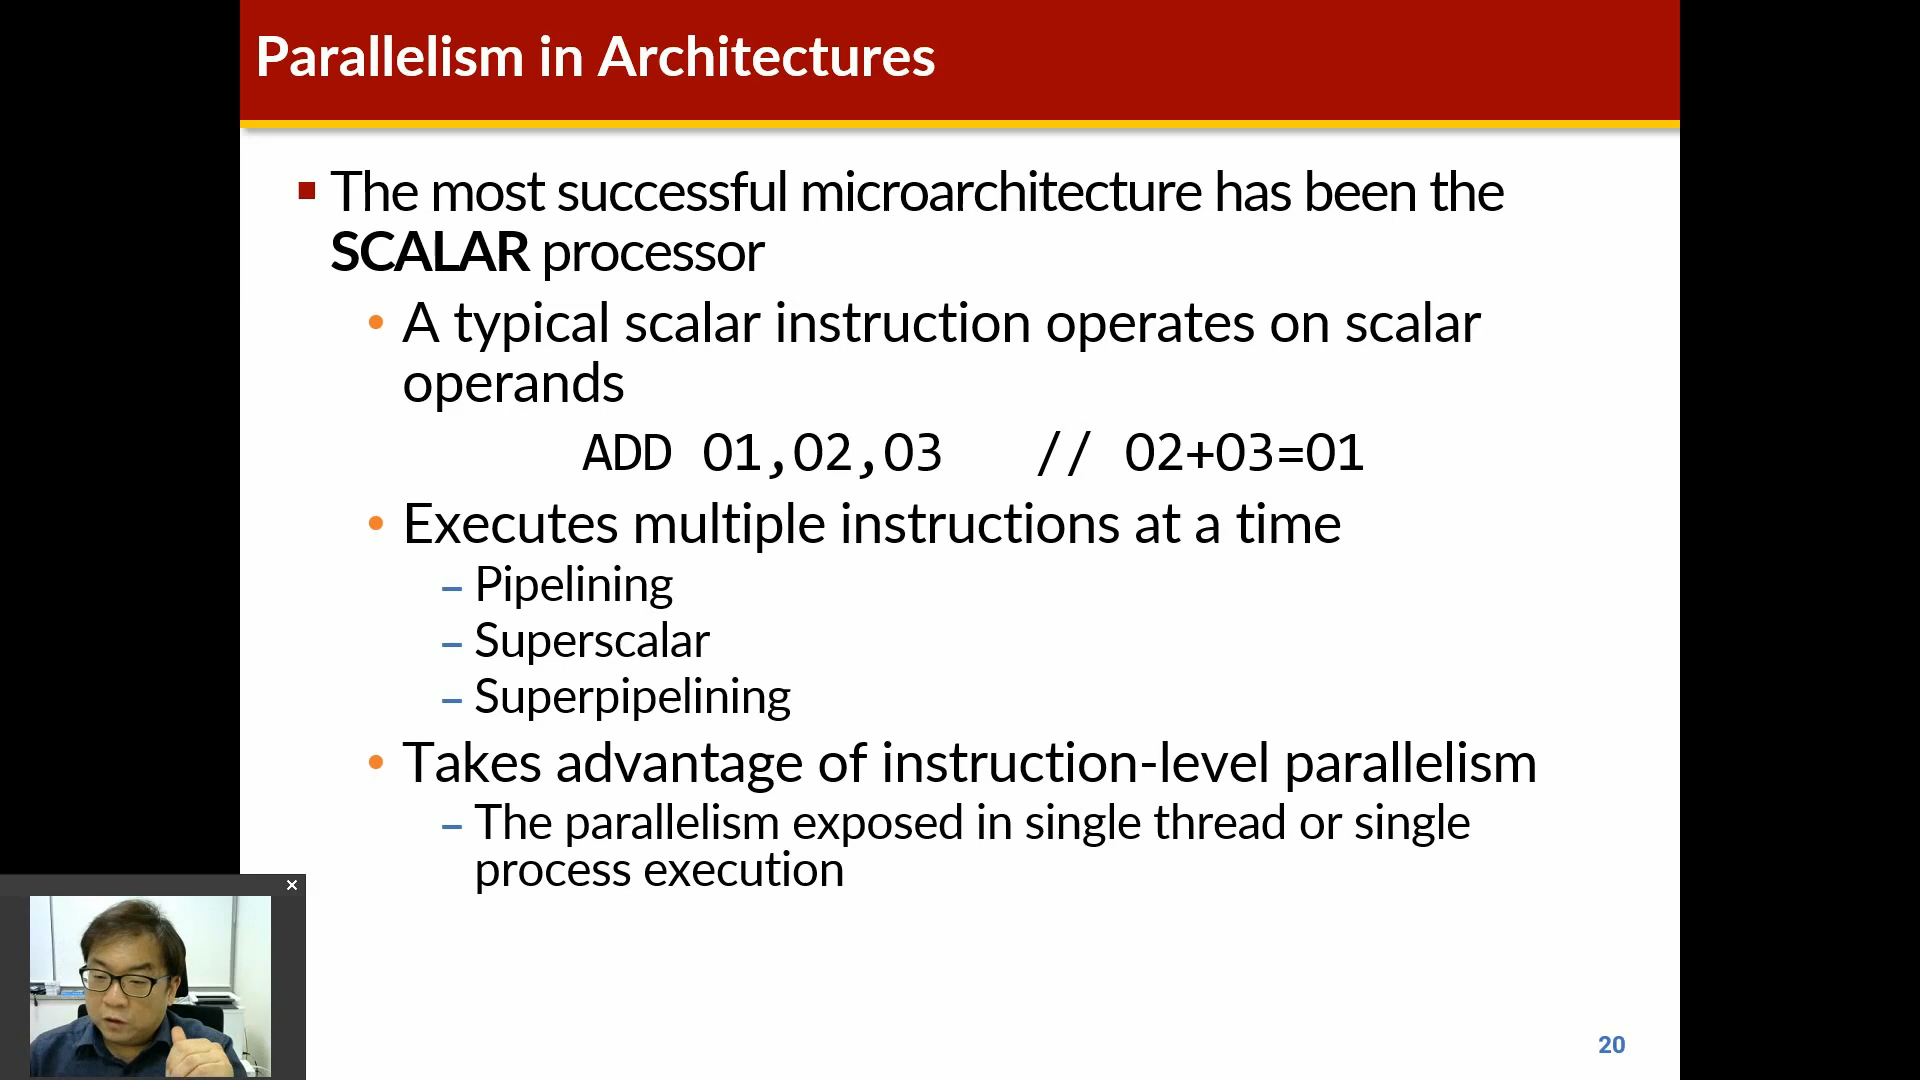 Parallelism in Architectures
The most successful microarchitecture has been the
SCALAR processor
A typical scalar instruction operates on scalar
operands
ADD O1,O2,O3 // O2+O3=O1
Executes multiple instructions at a time
– Pipelining
– Superscalar
– Superpipelining
Takes advantage of instruction-level parallelism
– The parallelism exposed in single thread or single
process execution
20